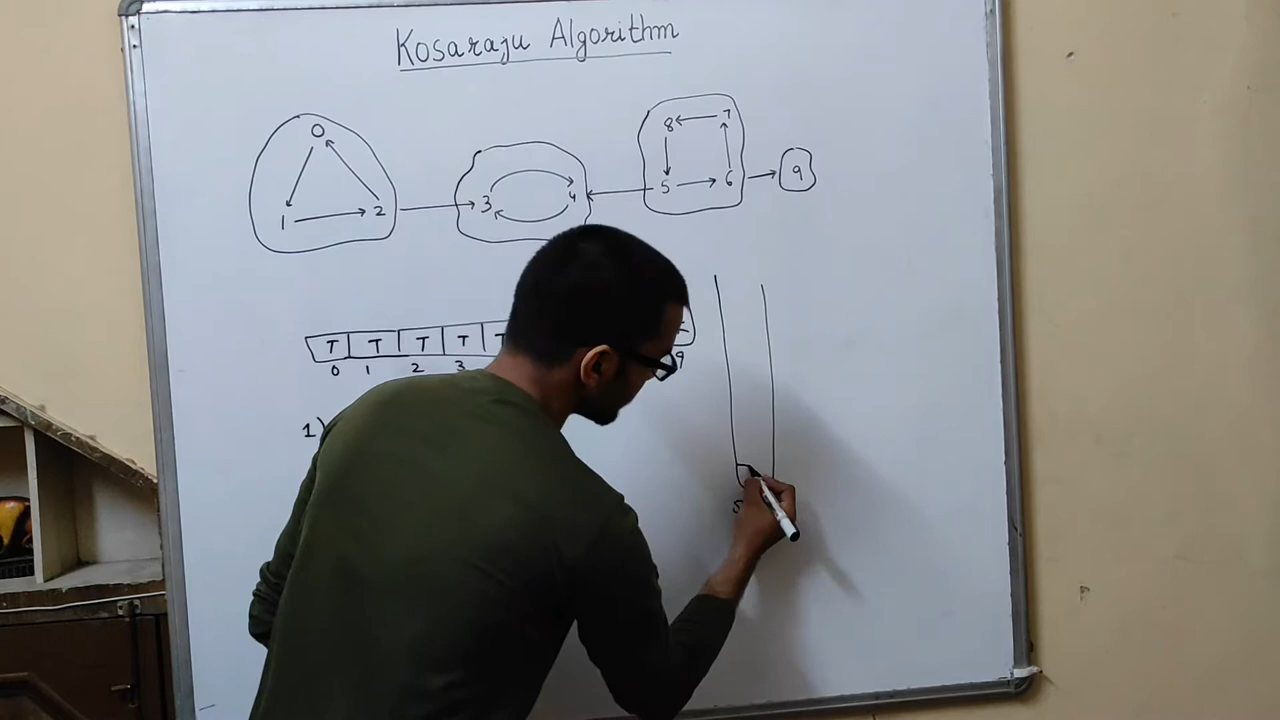 Kosaraju Algorithm
0
8 7
3 4 5 6 9
1 2
T T T T
0 1 2 3 9
1)